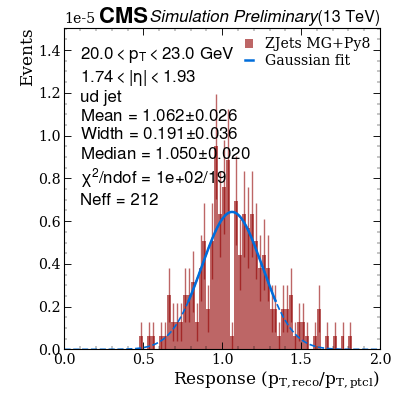 1e-5 CMS Simulation Preliminary (13 TeV)
Events
20.0 < p_T < 23.0 GeV
1.74 < |η| < 1.93
ud jet
Mean = 1.062±0.026
Width = 0.191±0.036
Median = 1.050±0.020
χ²/ndof = 1e+02/19
Neff = 212
ZJets MG+Py8
Gaussian fit
1.4
1.2
1.0
0.8
0.6
0.4
0.2
0.0
0.0 0.5 1.0 1.5 2.0
Response (p_T,reco/p_T,ptcl)